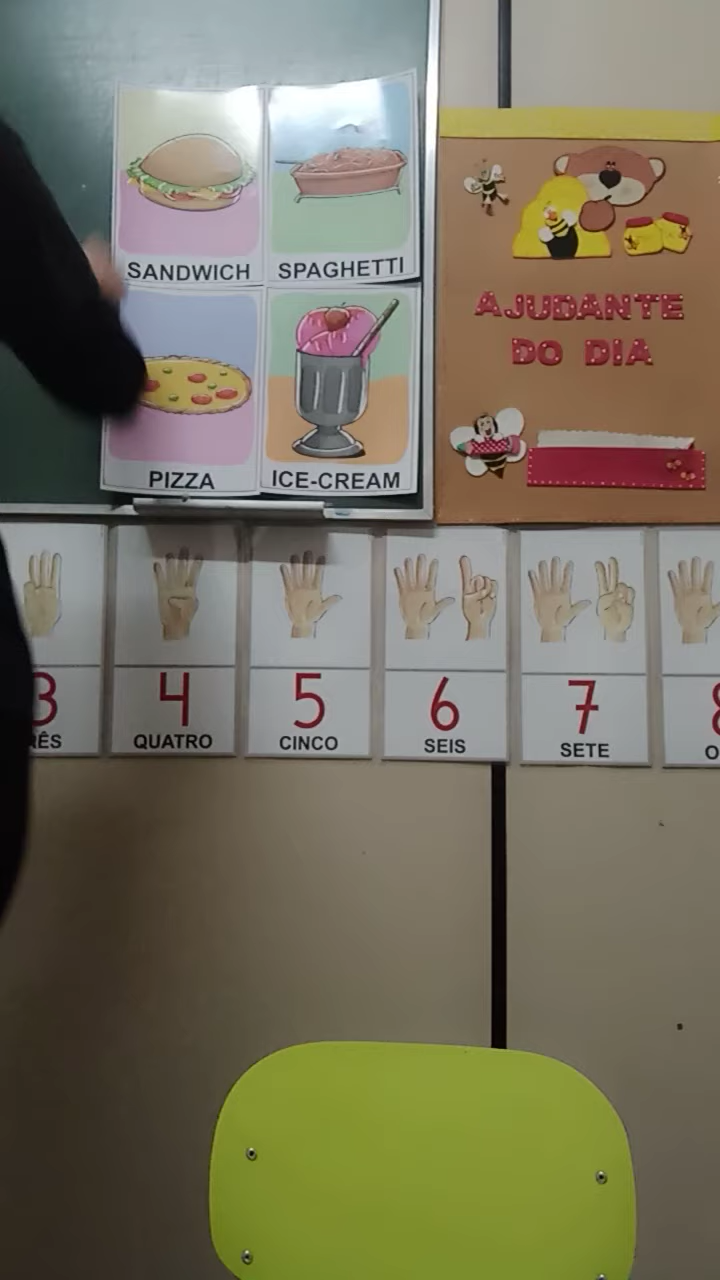 SANDWICH
SPAGHETTI
PIZZA
ICE-CREAM
AJUDANTE
DO DIA
3
4
5
6
7
8
QUATRO
CINCO
SEIS
SETE